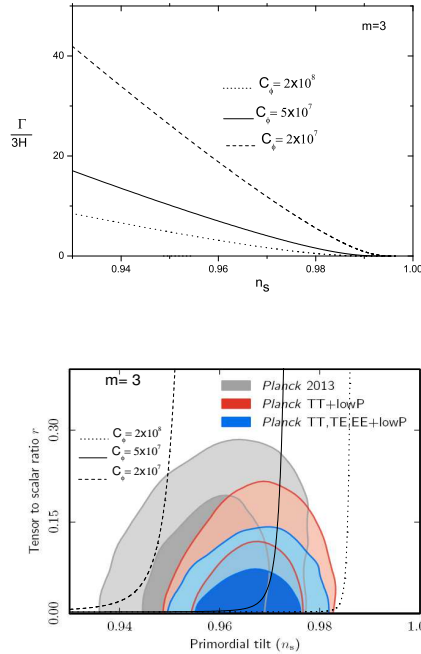 m=3
50
C_ϕ = 2x10^8
C_ϕ = 5x10^7
C_ϕ = 2x10^7
Γ
3H
40
20
0
0.94 0.96 0.98 1.00
n_s
m= 3
Planck 2013
Planck TT+lowP
Planck TT,TE,EE+lowP
C_ϕ = 2x10^8
C_ϕ = 5x10^7
C_ϕ = 2x10^7
Tensor to scalar ratio r
0.30
0.15
0.00
0.94 0.96 0.98 1.00
Primordial tilt (n_s)